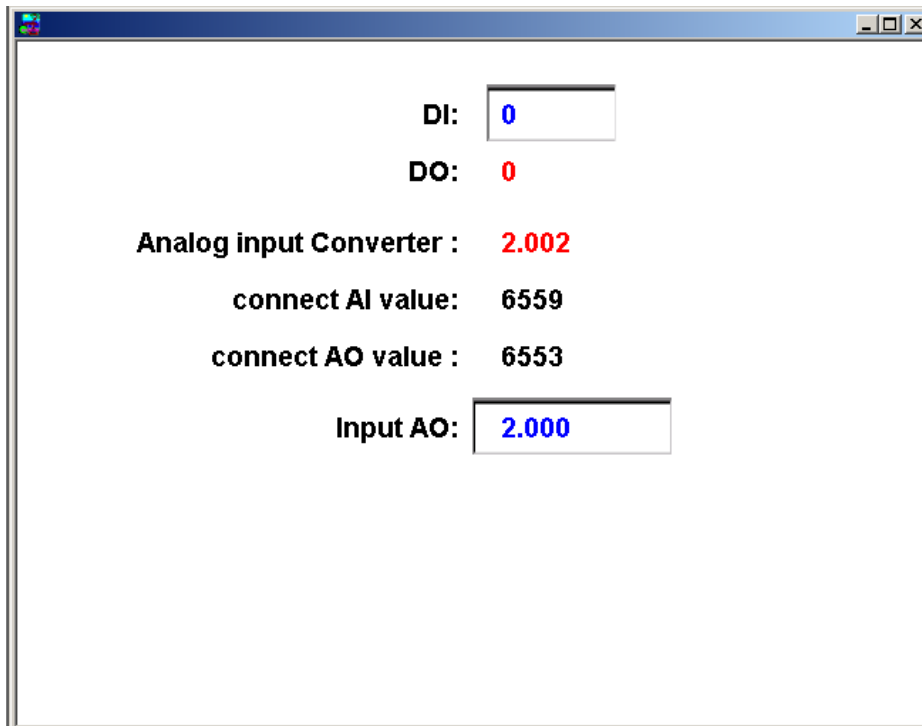 DI: 0
DO: 0
Analog input Converter : 2.002
connect AI value: 6559
connect AO value : 6553
Input AO: 2.000